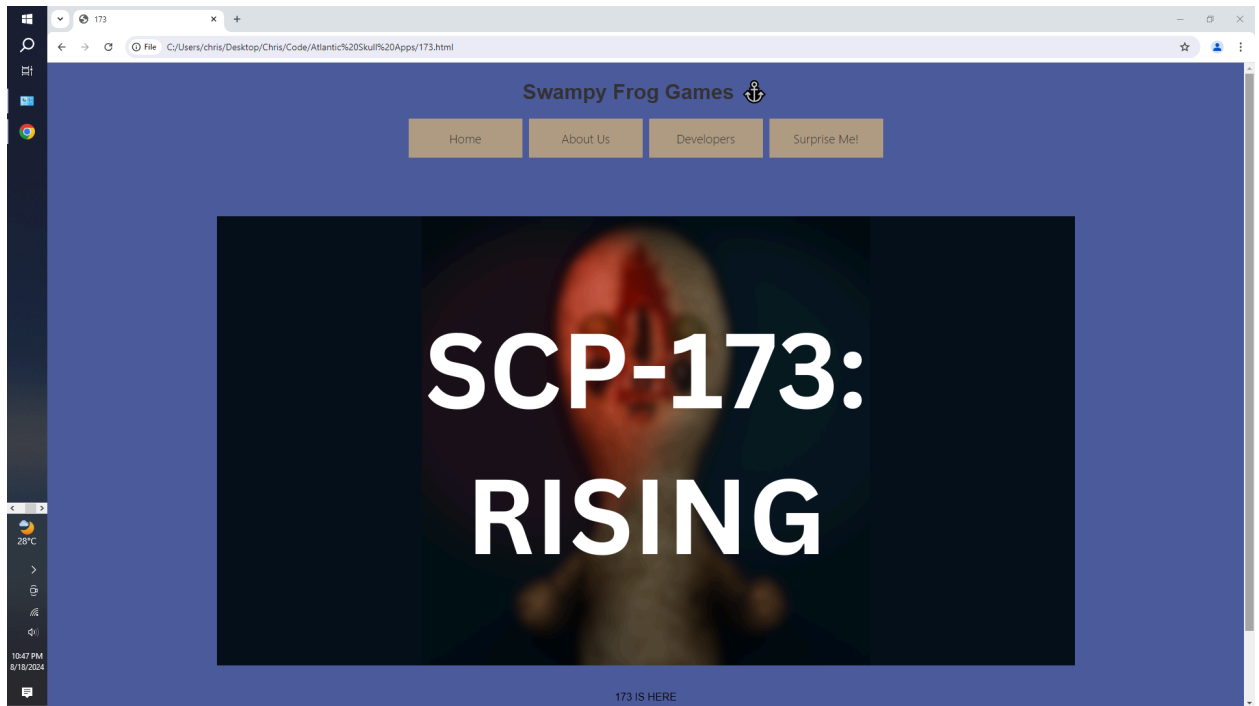 173
File
C:/Users/chris/Desktop/Chris/Code/Atlantic%20Skull%20Apps/173.html
Swampy Frog Games
Home
About Us
Developers
Surprise Me!
SCP-173:
RISING
173 IS HERE
28°C
10:47 PM
8/18/2024